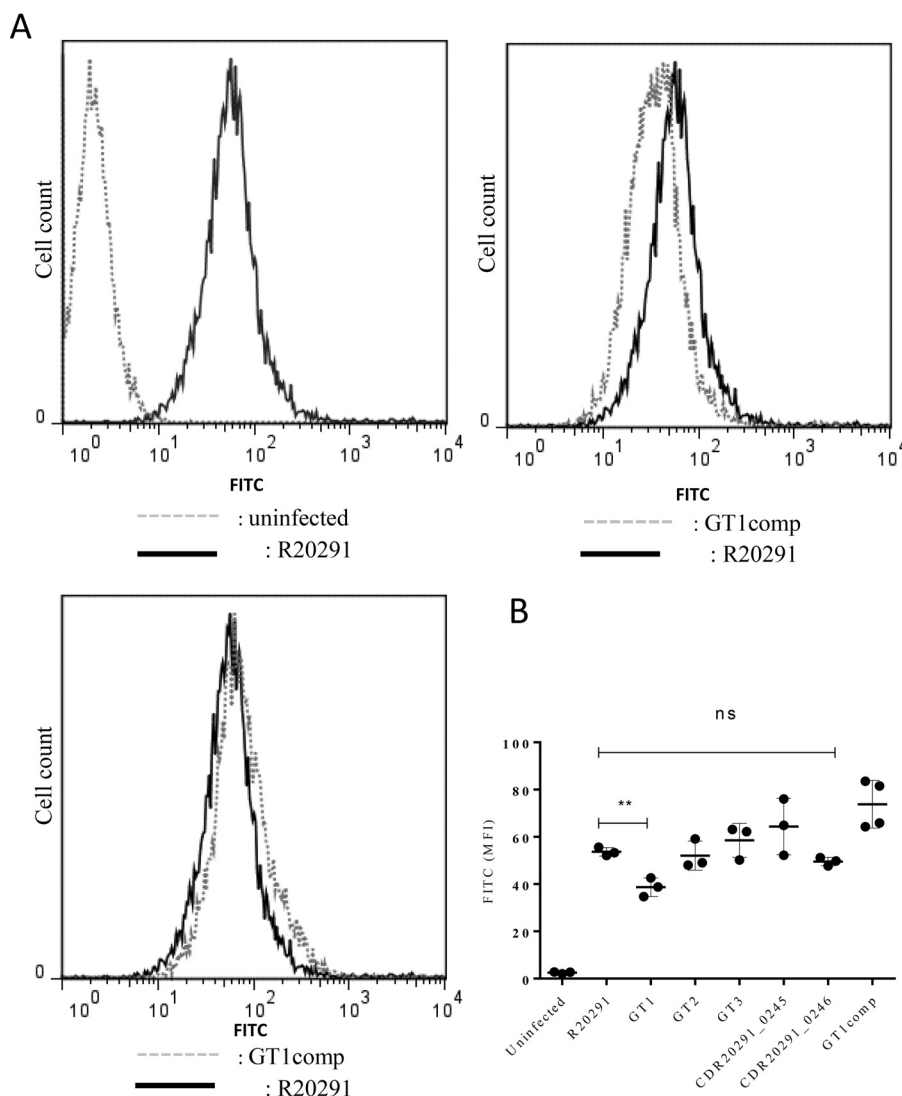 A
Cell count
0
10^0 10^1 10^2 10^3 10^4
FITC
: uninfected
: R20291
Cell count
0
10^0 10^1 10^2 10^3 10^4
FITC
: GT1comp
: R20291
Cell count
0
10^0 10^1 10^2 10^3 10^4
FITC
: GT1comp
: R20291
B
ns
**
FITC (MFI)
100
80
60
40
20
0
Uninfected
R20291
GT1
GT2
GT3
CDR20291_0245
CDR20291_0246
GT1comp